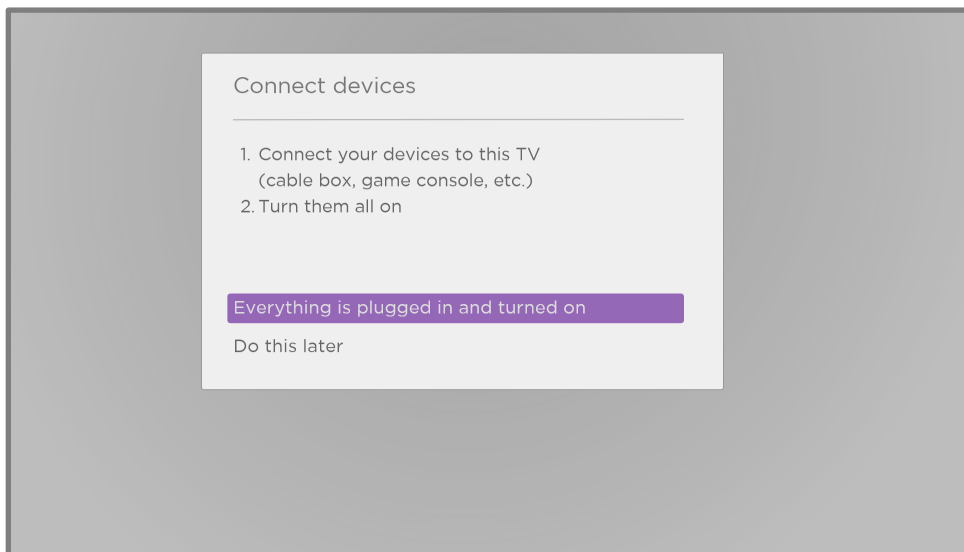 Connect devices
1. Connect your devices to this TV
(cable box, game console, etc.)
2. Turn them all on
Everything is plugged in and turned on
Do this later